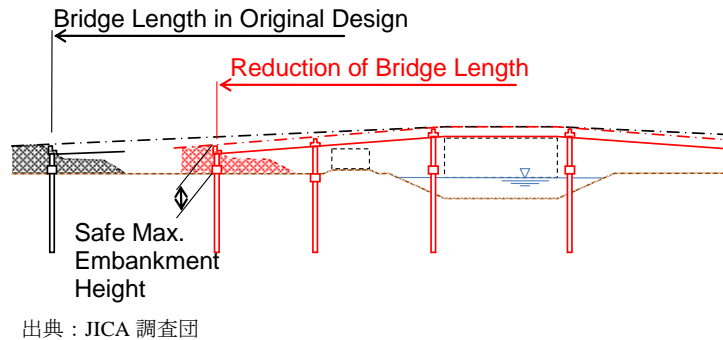 Bridge Length in Original Design
Reduction of Bridge Length
Safe Max.
Embankment
Height
出典：JICA 調査団